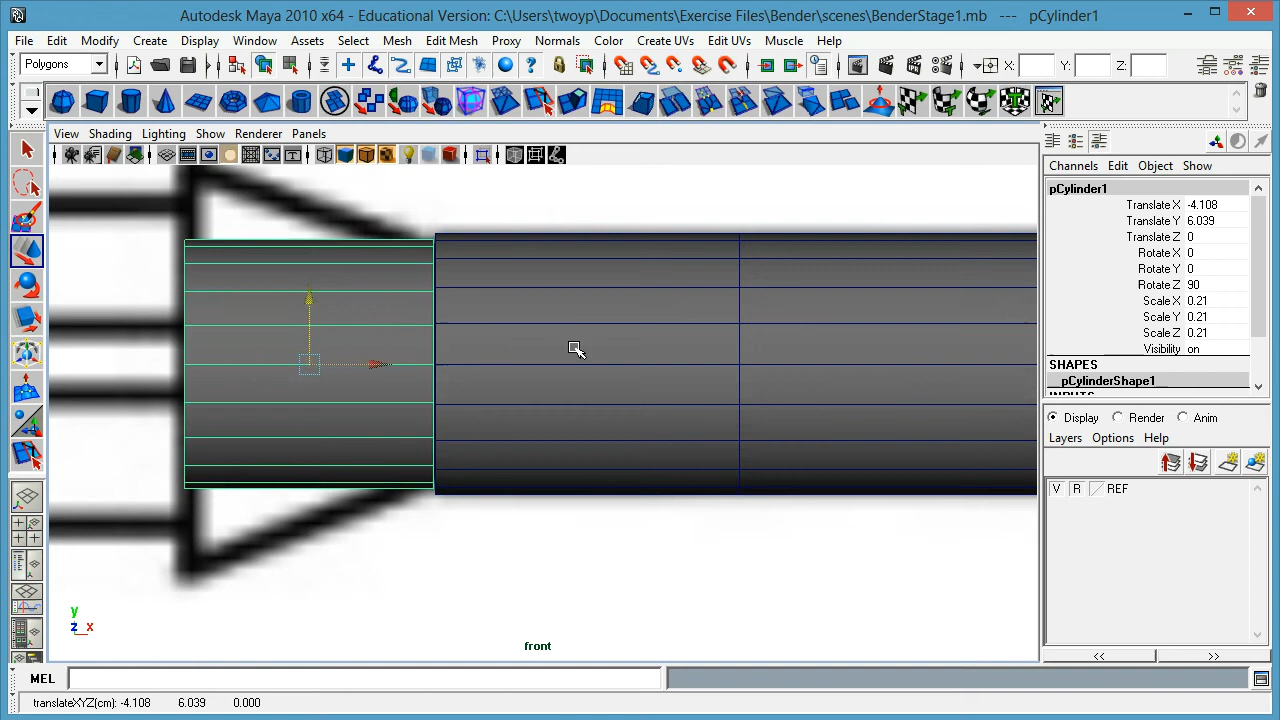 Autodesk Maya 2010 x64 - Educational Version: C:\Users\twoyp\Documents\Exercise Files\Bender\scenes\BenderStage1.mb --- pCylinder1
File Edit Modify Create Display Window Assets Select Mesh Edit Mesh Proxy Normals Color Create UVs Edit UVs Muscle Help
Polygons X: Y: Z:
View Shading Lighting Show Renderer Panels
Channels Edit Object Show
pCylinder1
Translate X -4.108
Translate Y 6.039
Translate Z 0
Rotate X 0
Rotate Y 0
Rotate Z 90
Scale X 0.21
Scale Y 0.21
Scale Z 0.21
Visibility on
SHAPES
pCylinderShape1
Display Render Anim
Layers Options Help
V R REF
y
z x
front
<< >>
MEL
translateXYZ(cm): -4.108 6.039 0.000